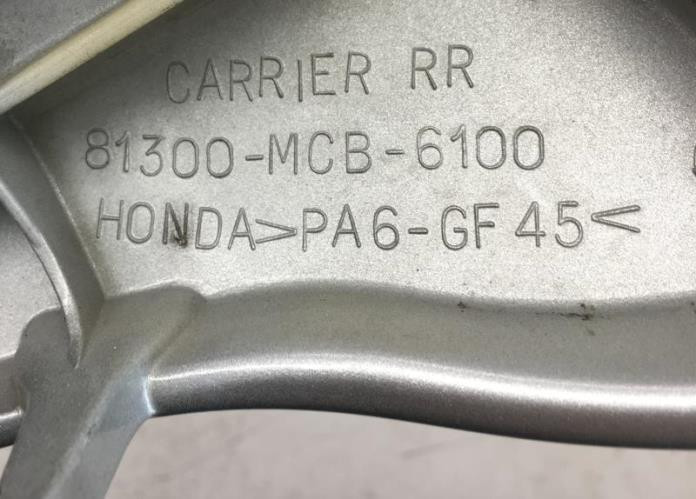 CARRIER RR
81300-MCB-6100
HONDA>PA6-GF45<